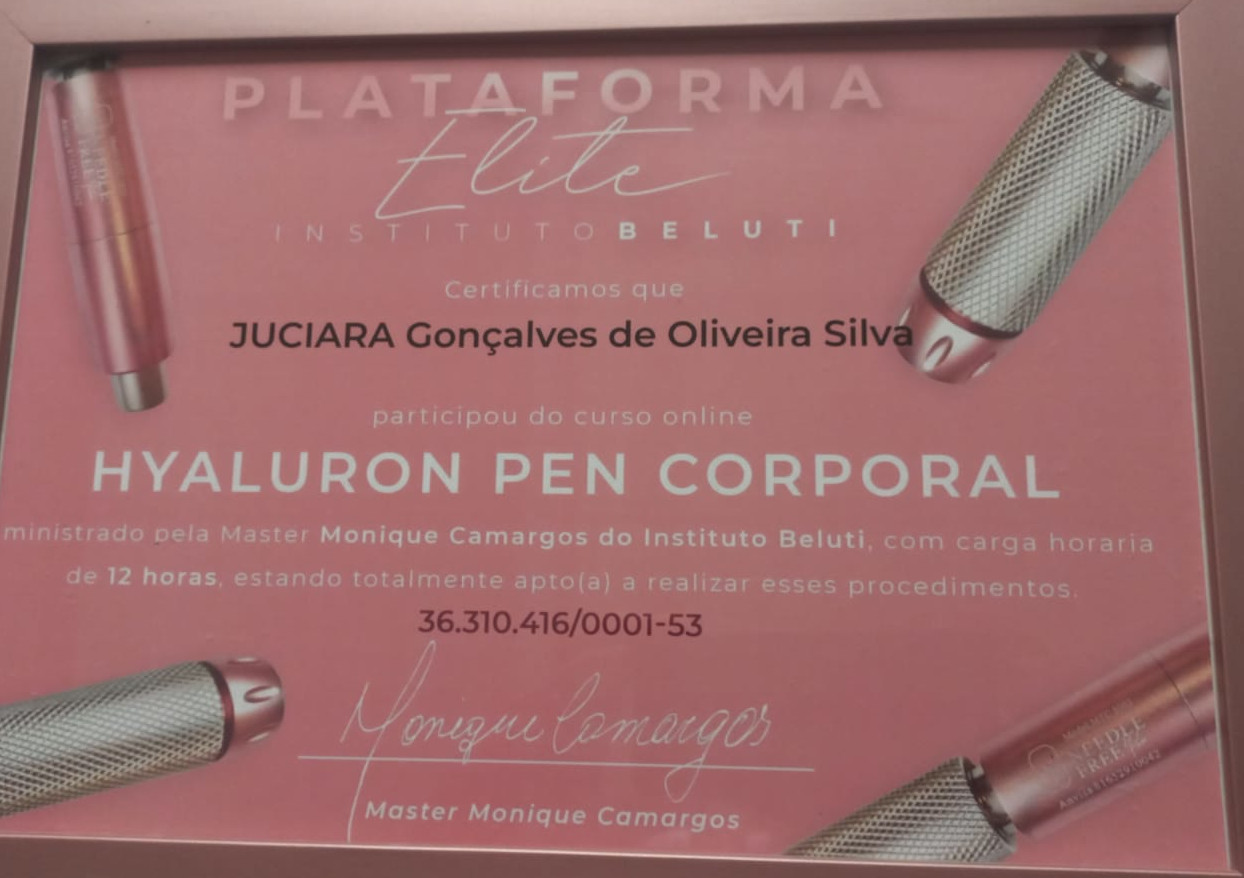 PLATAFORMA
Elite
INSTITUTO BELUTI
Certificamos que
JUCIARA Gonçalves de Oliveira Silva
participou do curso online
HYALURON PEN CORPORAL
ministrado pela Master Monique Camargos do Instituto Beluti, com carga horaria
de 12 horas, estando totalmente apto(a) a realizar esses procedimentos.
36.310.416/0001-53
Monique Camargos
Master Monique Camargos
NEEDLE
FREE